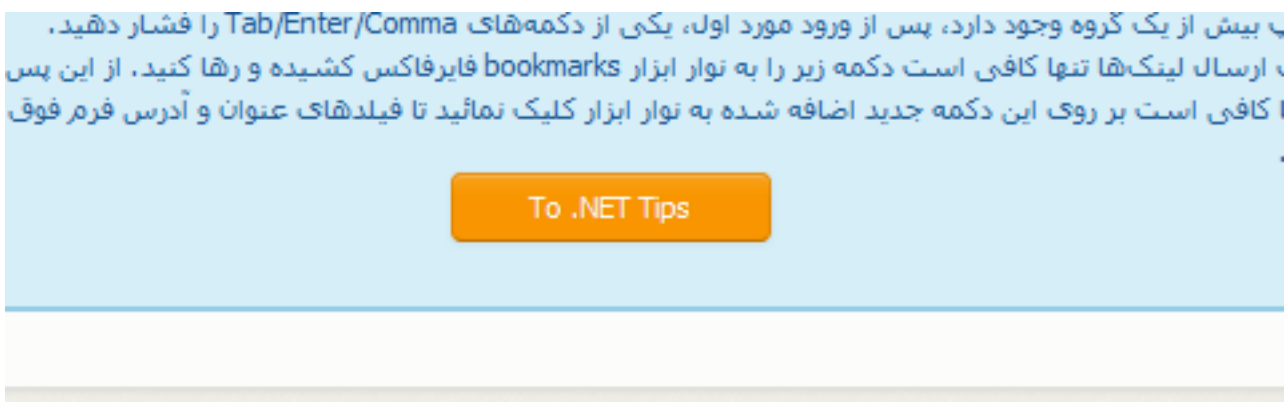 بیش از یک گروه وجود دارد، پس از ورود مورد اول، یکی از دکمه‌های Tab/Enter/Comma را فشار دهید.
ارسال لینک‌ها تنها کافی است دکمه زیر را به نوار ابزار bookmarks فایرفاکس کشیده و رها کنید. از این پس
کافی است بر روی این دکمه جدید اضافه شده به نوار ابزار کلیک نمائید تا فیلدهای عنوان و آدرس فرم فوق
To .NET Tips